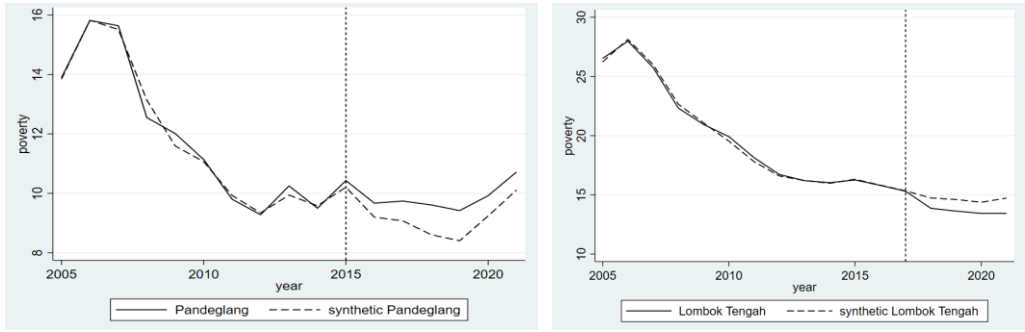 16
14
12
10
8
poverty
2005
2010
2015
2020
year
Pandeglang
synthetic Pandeglang
30
25
20
15
10
poverty
2005
2010
2015
2020
year
Lombok Tengah
synthetic Lombok Tengah